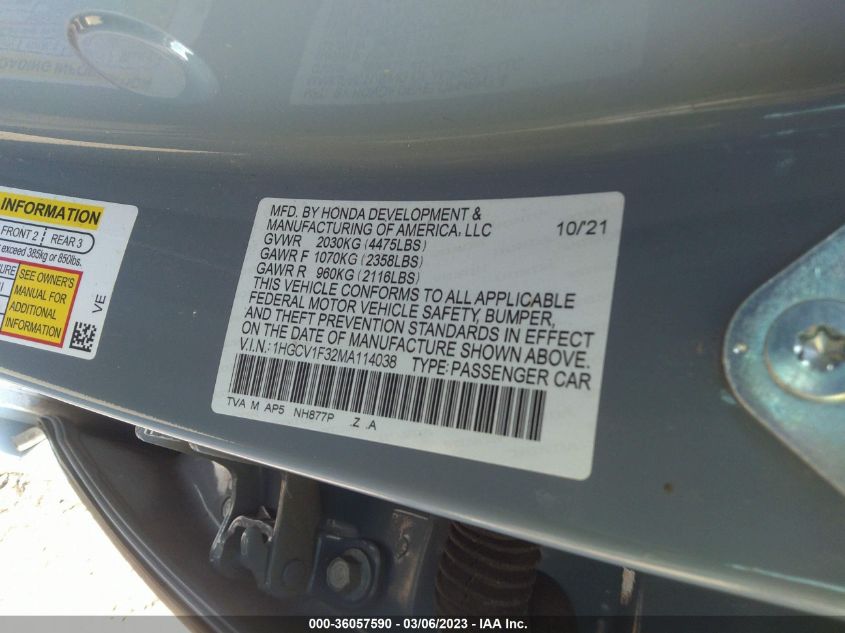 INFORMATION
FRONT 2 REAR 3
exceed 385kg or 850lbs.
SEE OWNER'S
MANUAL FOR
ADDITIONAL
INFORMATION
VE
MFD. BY HONDA DEVELOPMENT &
MANUFACTURING OF AMERICA, LLC 10/21
GVWR 2030KG (4475LBS)
GAWR F 1070KG (2358LBS)
GAWR R 960KG (2116LBS)
THIS VEHICLE CONFORMS TO ALL APPLICABLE
FEDERAL MOTOR VEHICLE SAFETY, BUMPER,
AND THEFT PREVENTION STANDARDS IN EFFECT
ON THE DATE OF MANUFACTURE SHOWN ABOVE.
V.I.N.: 1HGCV1F32MA114038 TYPE: PASSENGER CAR
TVA M AP5 NH877P .Z .A
000-36057590 - 03/06/2023 - IAA Inc.